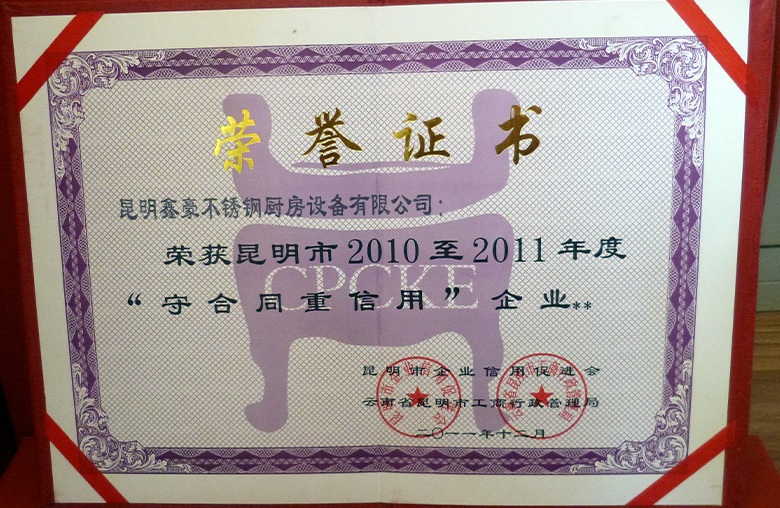 荣誉证书
昆明鑫豪不锈钢厨房设备有限公司：
荣获昆明市2010至2011年度
CPCKE
“守合同重信用”企业**
昆明市企业信用促进会
云南省昆明市工商行政管理局
二〇一一年十二月